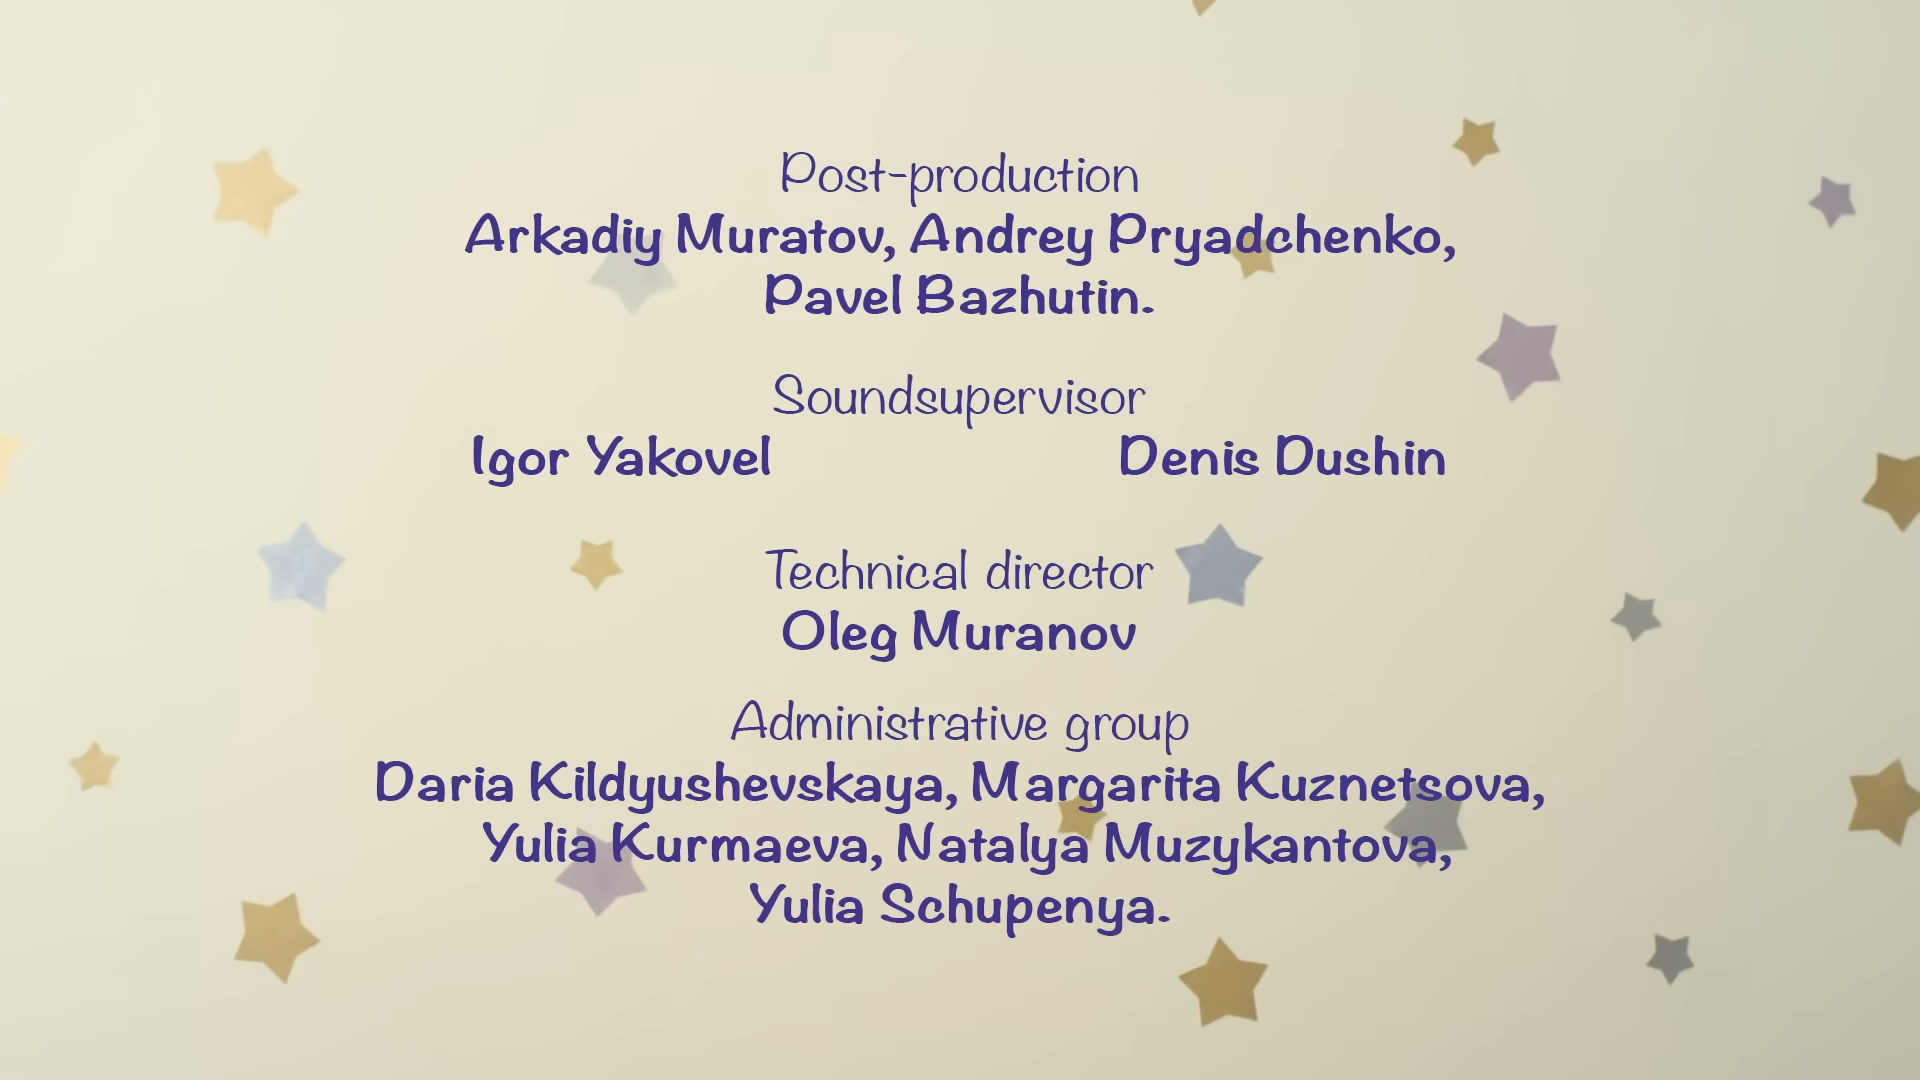 Post-production
Arkadiy Muratov, Andrey Pryadchenko,
Pavel Bazhutin.
Soundsupervisor
Igor Yakovel Denis Dushin
Technical director
Oleg Muranov
Administrative group
Daria Kildyushevskaya, Margarita Kuznetsova,
Yulia Kurmaeva, Natalya Muzykantova,
Yulia Schupenya.